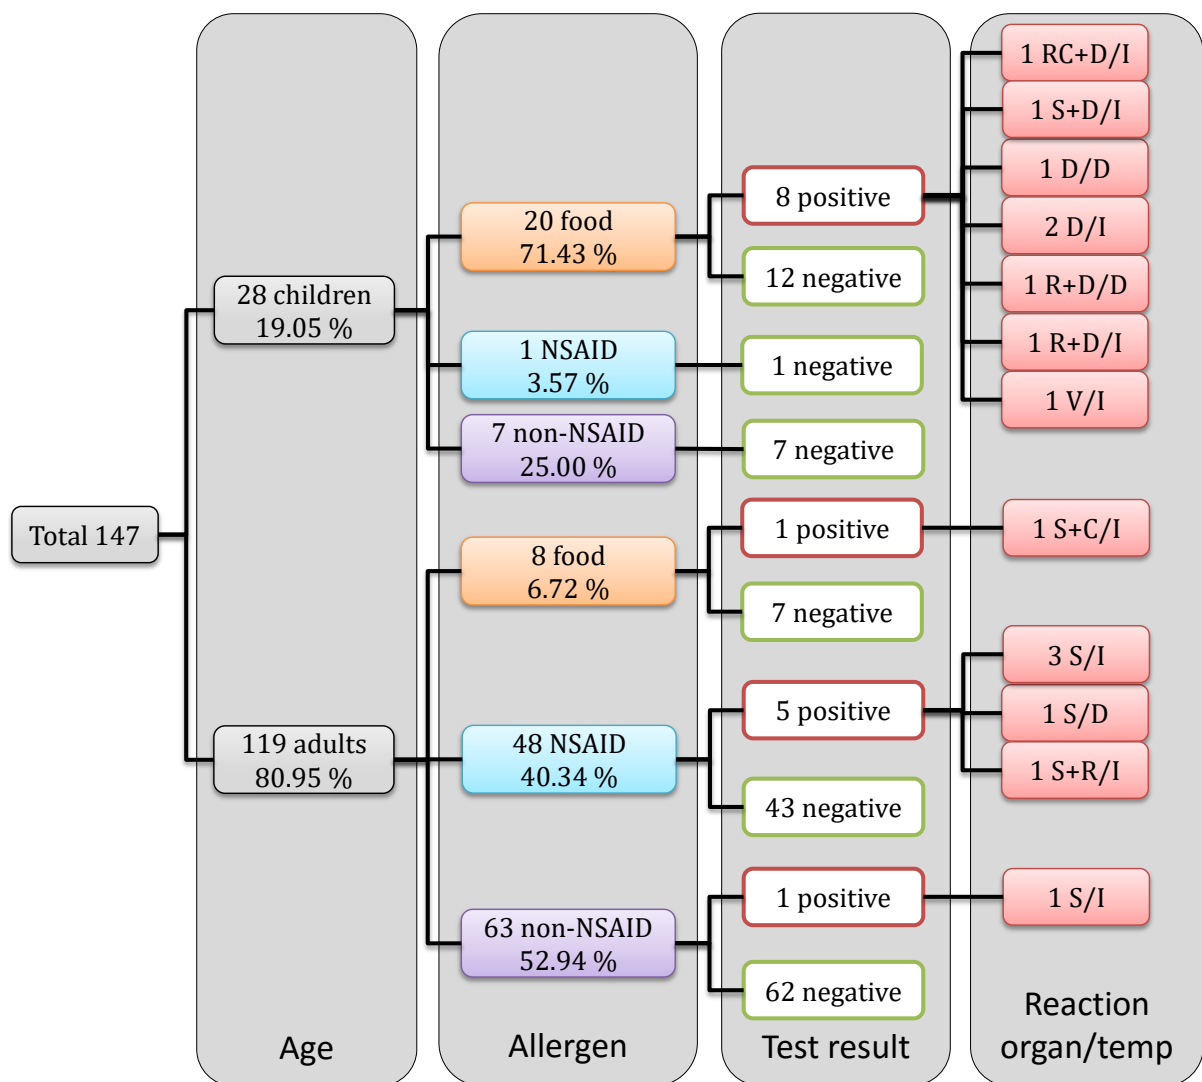 Total 147
28 children
19.05 %
119 adults
80.95 %
Age
20 food
71.43 %
1 NSAID
3.57 %
7 non-NSAID
25.00 %
8 food
6.72 %
48 NSAID
40.34 %
63 non-NSAID
52.94 %
Allergen
8 positive
12 negative
1 negative
7 negative
1 positive
7 negative
5 positive
43 negative
1 positive
62 negative
Test result
1 RC+D/I
1 S+D/I
1 D/D
2 D/I
1 R+D/D
1 R+D/I
1 V/I
1 S+C/I
3 S/I
1 S/D
1 S+R/I
1 S/I
Reaction
organ/temp